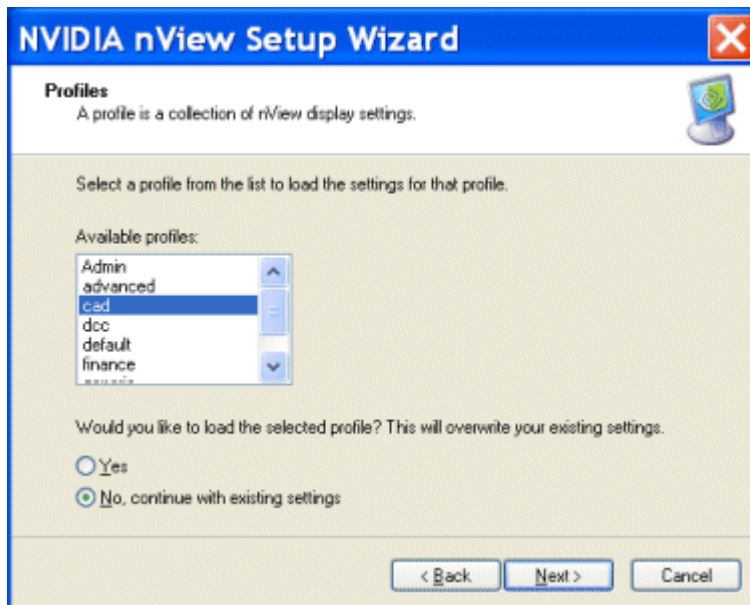 NVIDIA nView Setup Wizard
Profiles
A profile is a collection of nView display settings.
Select a profile from the list to load the settings for that profile.
Available profiles:
Admin
advanced
cad
dcc
default
finance
Would you like to load the selected profile? This will overwrite your existing settings.
Yes
No, continue with existing settings
< Back
Next >
Cancel